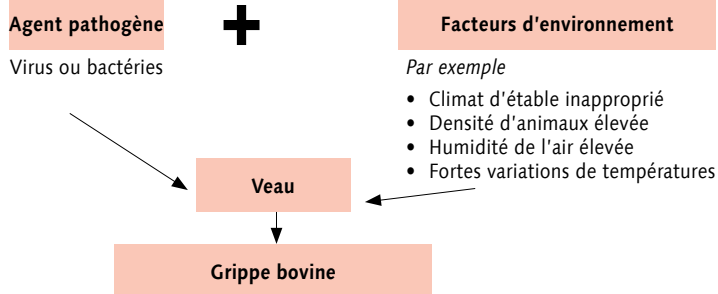 Agent pathogène
+
Facteurs d'environnement
Virus ou bactéries
Par exemple
• Climat d'étable inapproprié
• Densité d'animaux élevée
• Humidité de l'air élevée
• Fortes variations de températures
Veau
Grippe bovine